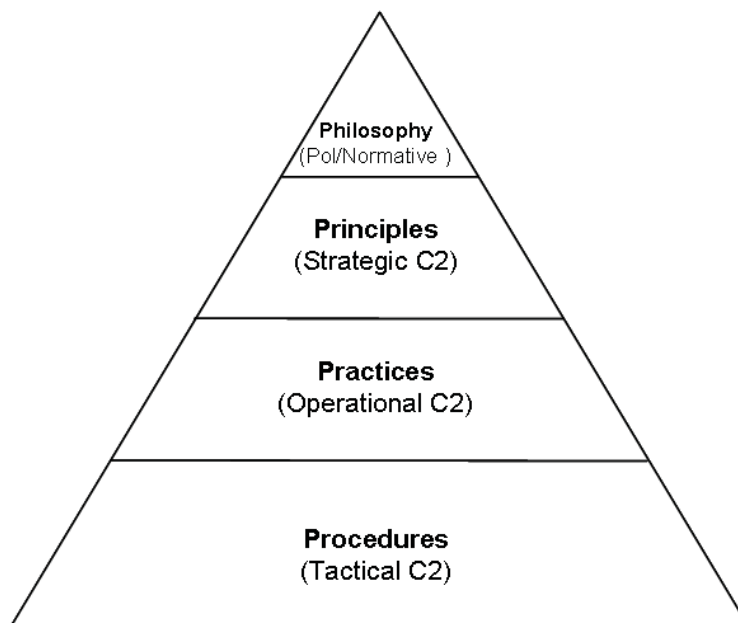 Philosophy
(Pol/Normative )
Principles
(Strategic C2)
Practices
(Operational C2)
Procedures
(Tactical C2)